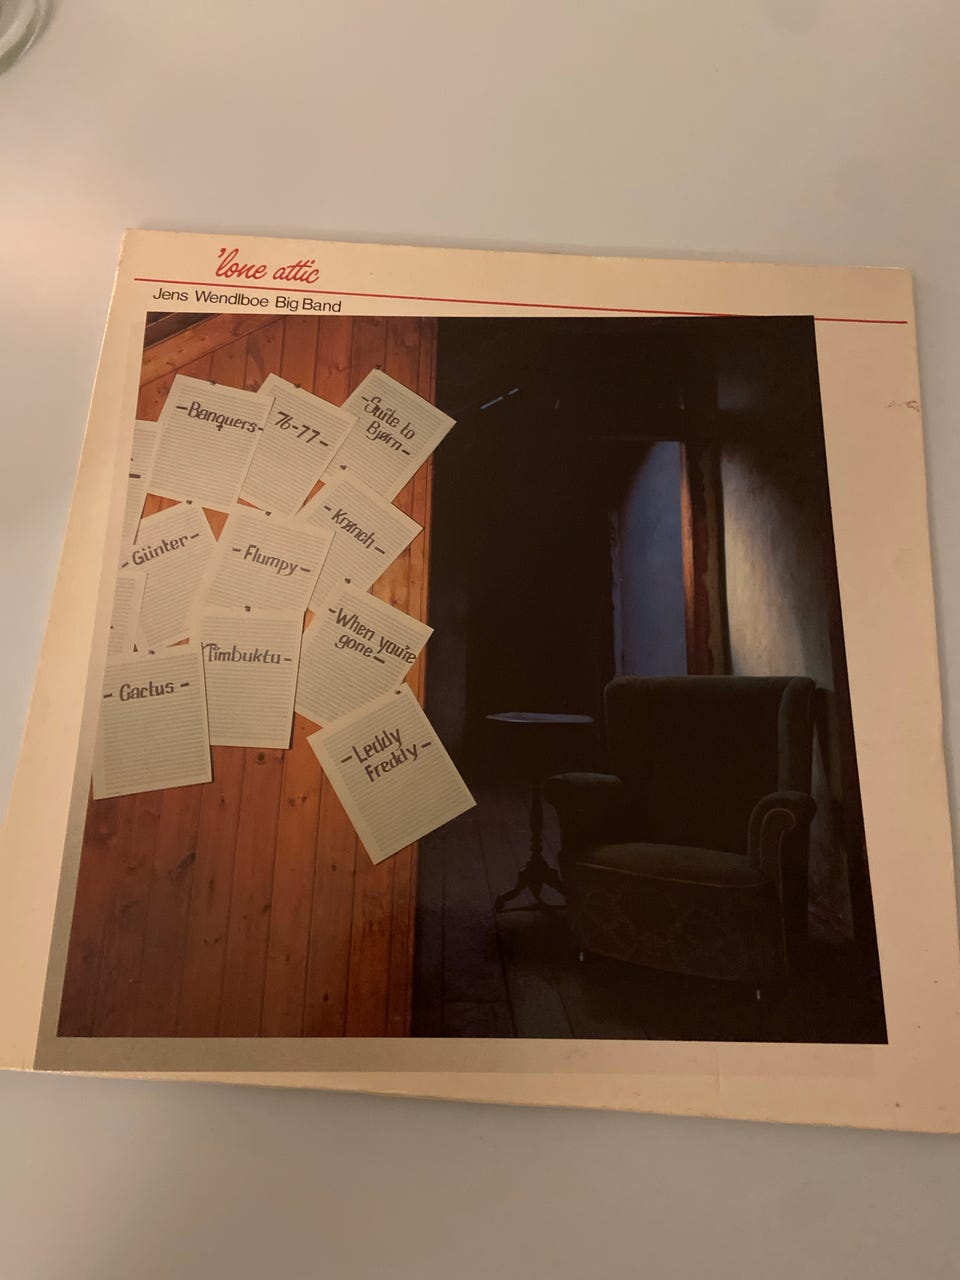 'lone attic
Jens Wendlboe Big Band
-Banquers-
76-77-
-Suite to
Bjørn-
-Günter-
-Flumpy-
-Krønch-
Timbuktu-
-When you're
gone-
-Cactus-
-Leddy
Freddy-